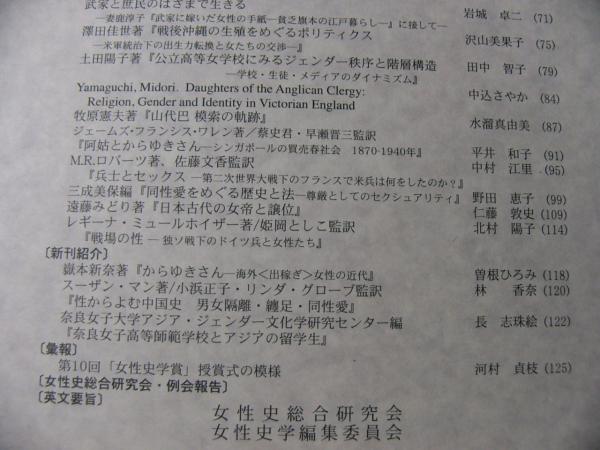 武家と庶民のはざまで生きる
―妻鹿淳子『武家に嫁いだ女性の手紙―貧乏旗本の江戸暮らし―』に接して― 岩城 卓二 (71)
澤田佳世著『戦後沖縄の生殖をめぐるポリティクス
―米軍統治下の出生力転換と女たちの交渉―』 沢山美果子 (75)
土田陽子著『公立高等女学校にみるジェンダー秩序と階層構造
―学校・生徒・メディアのダイナミズム』 田中 智子 (79)
Yamaguchi, Midori. Daughters of the Anglican Clergy:
Religion, Gender and Identity in Victorian England 中込さやか (84)
牧原憲夫著『山代巴 模索の軌跡』 水溜真由美 (87)
ジェームズ・フランシス・ワレン著/蔡史君・早瀬晋三監訳
『阿姑とからゆきさん―シンガポールの買売春社会 1870-1940年』 平井 和子 (91)
M.R.ロバーツ著、佐藤文香監訳 中村 江里 (95)
『兵士とセックス ―第二次世界大戦下のフランスで米兵は何をしたのか?』
三成美保編『同性愛をめぐる歴史と法―尊厳としてのセクシュアリティ』 野田 恵子 (99)
遠藤みどり著『日本古代の女帝と譲位』 仁藤 敦史 (109)
レギーナ・ミュールホイザー著/姫岡としこ監訳 北村 陽子 (114)
『戦場の性 ― 独ソ戦下のドイツ兵と女性たち』
〔新刊紹介〕
嶽本新奈著『からゆきさん―海外<出稼ぎ>女性の近代』 曽根ひろみ (118)
スーザン・マン著/小浜正子・リンダ・グローブ監訳 林 香奈 (120)
『性からよむ中国史 男女隔離・纏足・同性愛』
奈良女子大学アジア・ジェンダー文化学研究センター編 長 志珠絵 (122)
『奈良女子高等師範学校とアジアの留学生』
〔彙報〕
第10回「女性史学賞」授賞式の模様 河村 貞枝 (125)
〔女性史総合研究会・例会報告〕
〔英文要旨〕
女性史総合研究会
女性史学編集委員会